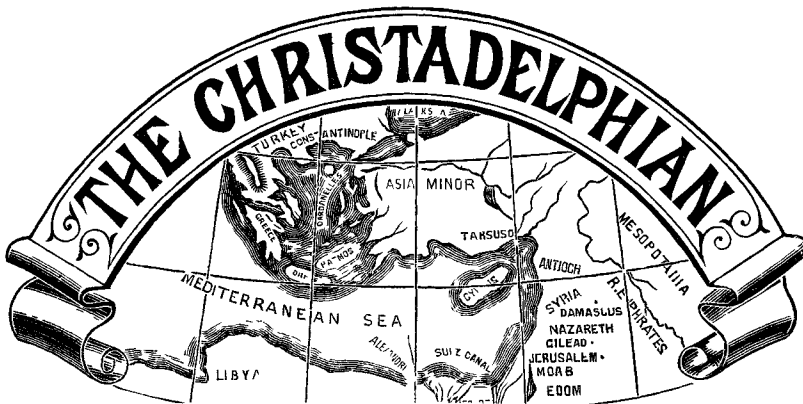 THE CHRISTADELPHIAN
TURKEY
CONSTANTINOPLE
DARDANELLES
ASIA MINOR
GREECE
PATMOS
TARSUS
ANTIOCH
MESOPOTAMIA
R. EUPHRATES
MEDITERRANEAN SEA
SYRIA
DAMASCUS
NAZARETH
GILEAD
JERUSALEM
MOAB
EDOM
SUEZ CANAL
LIBYA